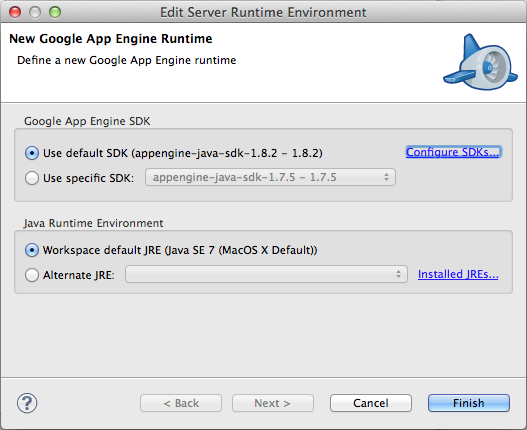 Edit Server Runtime Environment
New Google App Engine Runtime
Define a new Google App Engine runtime
Google App Engine SDK
Use default SDK (appengine-java-sdk-1.8.2 - 1.8.2)
Configure SDKs...
Use specific SDK:
appengine-java-sdk-1.7.5 - 1.7.5
Java Runtime Environment
Workspace default JRE (Java SE 7 (MacOS X Default))
Alternate JRE:
Installed JREs...
?
< Back
Next >
Cancel
Finish